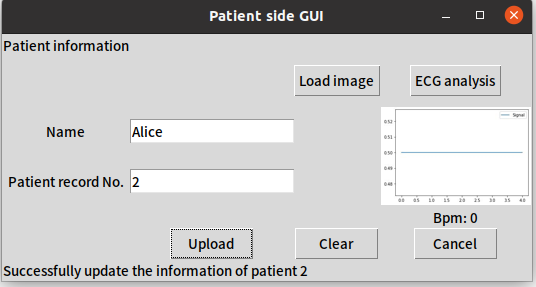 Patient side GUI
Patient information
Load image ECG analysis
Name Alice
Signal
0.52
0.51
0.50
0.49
0.48
0.0 0.5 1.0 1.5 2.0 2.5 3.0 3.5 4.0
Patient record No. 2
Bpm: 0
Upload Clear Cancel
Successfully update the information of patient 2